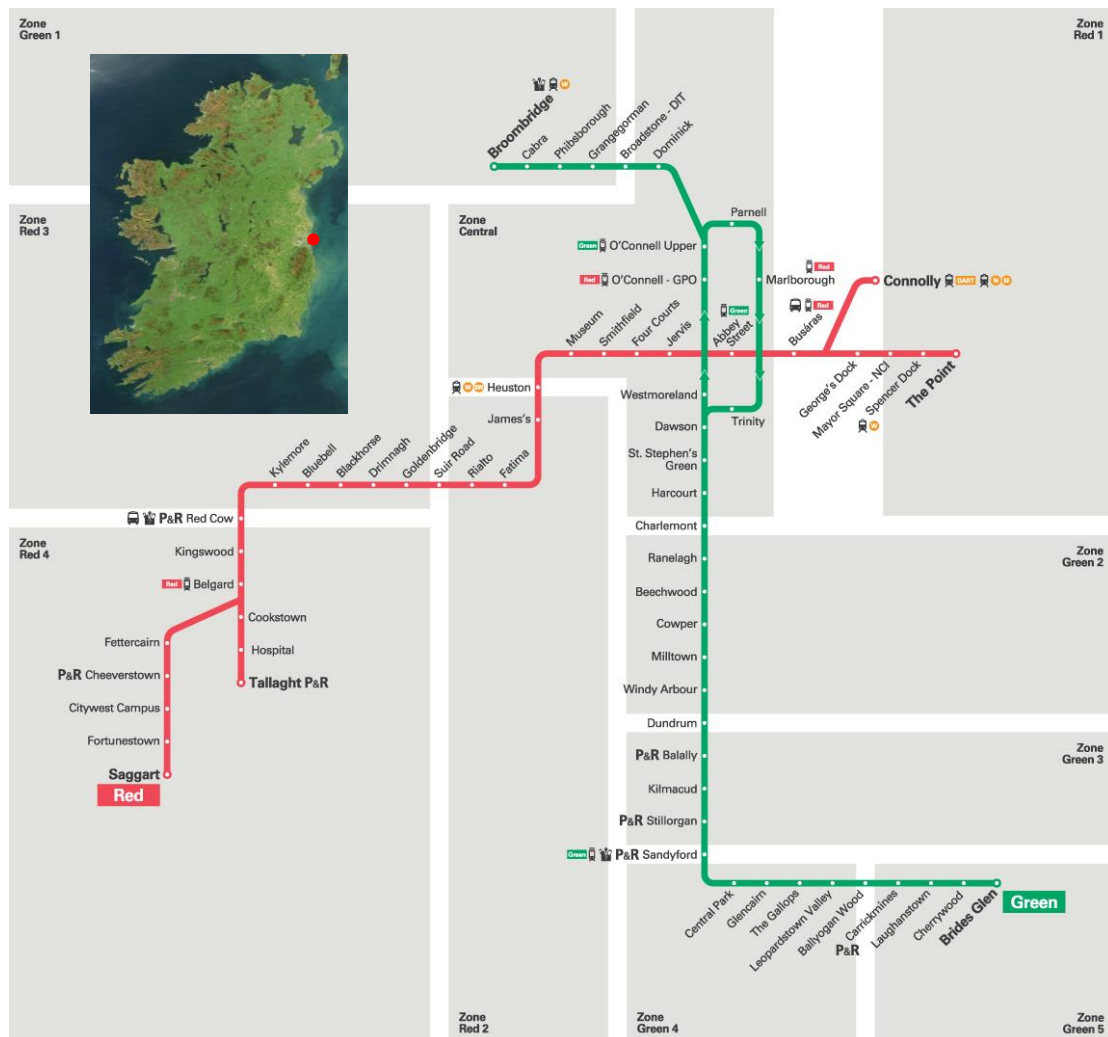 Zone
Green 1
Zone
Red 1
Broombridge
Cabra
Phibsborough
Grangegorman
Broadstone - DIT
Dominick
W
Zone
Red 3
Zone
Central
Parnell
Green O'Connell Upper
Red O'Connell - GPO
Marlborough
Red
Connolly DART N W
Green
Red
Museum
Smithfield
Four Courts
Jervis
Abbey
Street
Busáras
George's Dock
Mayor Square - NCI
Spencer Dock
W
The Point
W SW Heuston
James's
Westmoreland
Trinity
Dawson
St. Stephen's
Green
Harcourt
Charlemont
Kylemore
Bluebell
Blackhorse
Drimnagh
Goldenbridge
Suir Road
Rialto
Fatima
P&R Red Cow
Zone
Red 4
Kingswood
Red Belgard
Cookstown
Hospital
Tallaght P&R
Fettercairn
P&R Cheeverstown
Citywest Campus
Fortunestown
Saggart
Red
Zone
Green 2
Ranelagh
Beechwood
Cowper
Milltown
Windy Arbour
Dundrum
P&R Balally
Zone
Green 3
Kilmacud
P&R Stillorgan
Green P&R Sandyford
Central Park
Glencairn
The Gallops
Leopardstown Valley
Ballyogan Wood
Carrickmines
P&R
Laughanstown
Cherrywood
Brides Glen
Green
Zone
Red 2
Zone
Green 4
Zone
Green 5